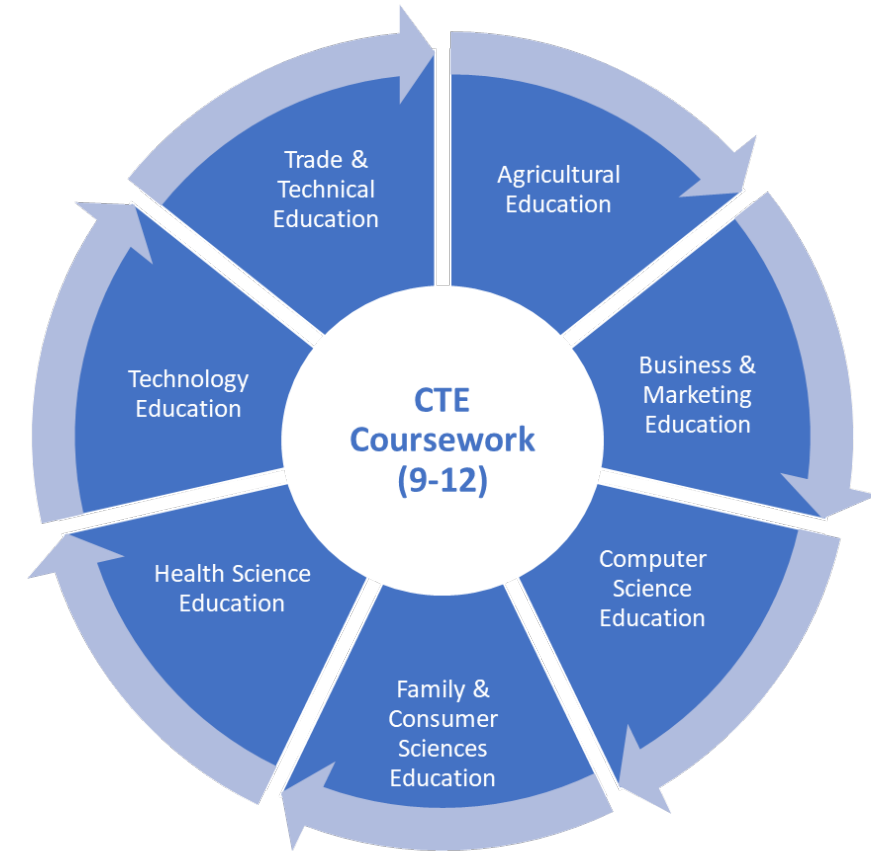 CTE
Coursework
(9-12)
Agricultural
Education
Business &
Marketing
Education
Computer
Science
Education
Family &
Consumer
Sciences
Education
Health Science
Education
Technology
Education
Trade &
Technical
Education